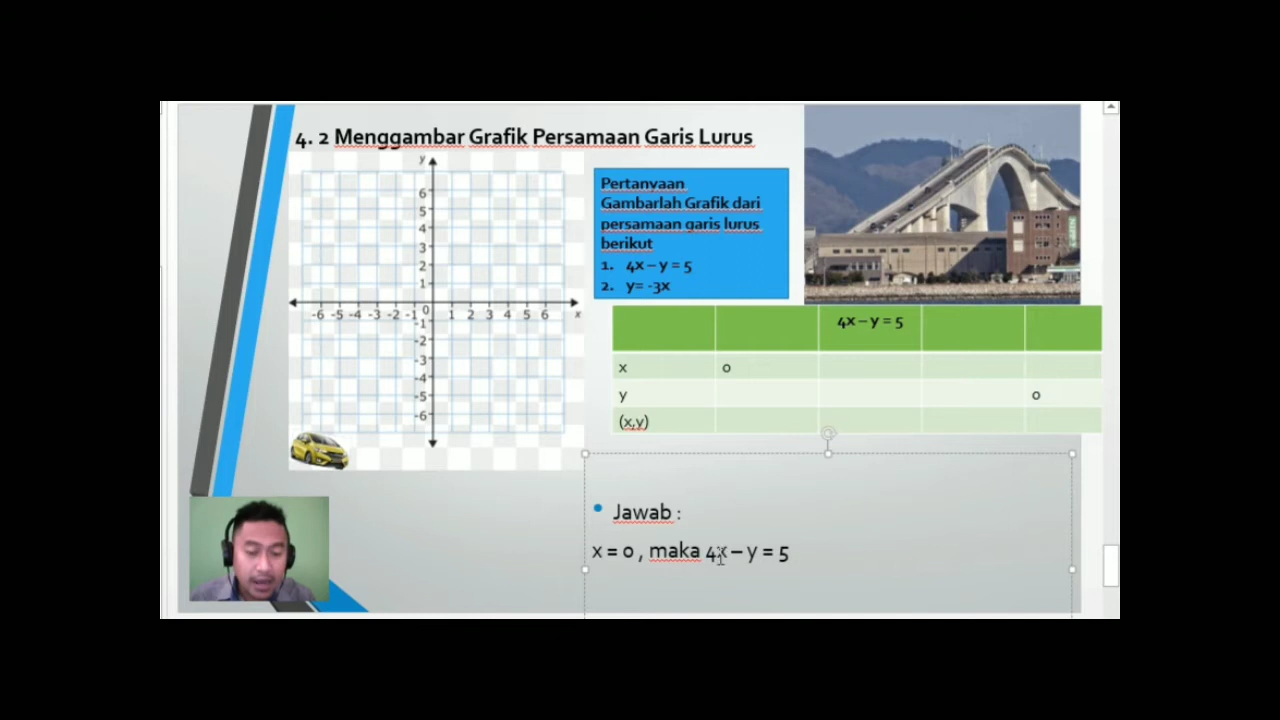 4. 2 Menggambar Grafik Persamaan Garis Lurus
y
6
5
4
3
2
1
-6 -5 -4 -3 -2 -1 0 1 2 3 4 5 6 x
-1
-2
-3
-4
-5
-6
Pertanyaan
Gambarlah Grafik dari
persamaan garis lurus
berikut
1. 4x – y = 5
2. y= -3x
4x – y = 5
x 0
y 0
(x,y)
• Jawab :
x = 0 , maka 4x – y = 5